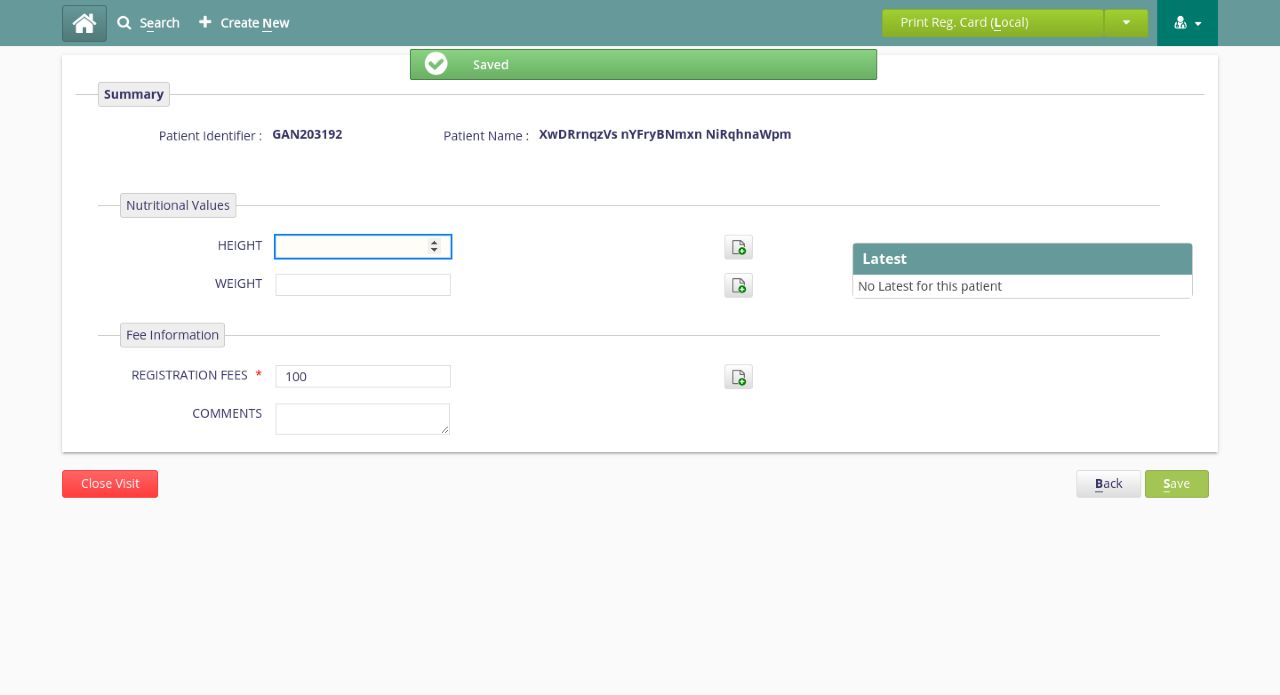 Search Create New Print Reg. Card (Local)
Saved
Summary
Patient Identifier : GAN203192 Patient Name : XwDRrnqzVs nYFryBNmxn NiRqhnaWpm
Nutritional Values
HEIGHT
Latest
WEIGHT
No Latest for this patient
Fee Information
REGISTRATION FEES * 100
COMMENTS
Close Visit Back Save